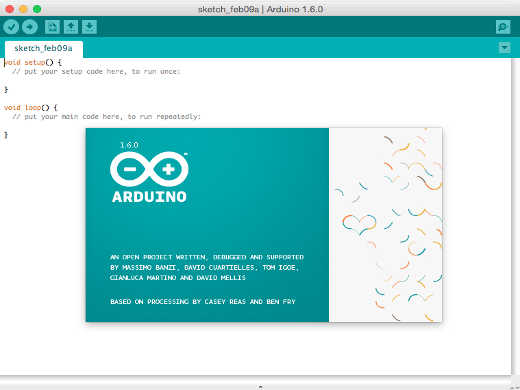 sketch_feb09a | Arduino 1.6.0
sketch_feb09a
void setup() {
// put your setup code here, to run once:
}
void loop() {
// put your main code here, to run repeatedly:
}
1.6.0
ARDUINO
AN OPEN PROJECT WRITTEN, DEBUGGED AND SUPPORTED
BY MASSIMO BANZI, DAVID CUARTIELLES, TOM IGOE,
GIANLUCA MARTINO AND DAVID MELLIS
BASED ON PROCESSING BY CASEY REAS AND BEN FRY